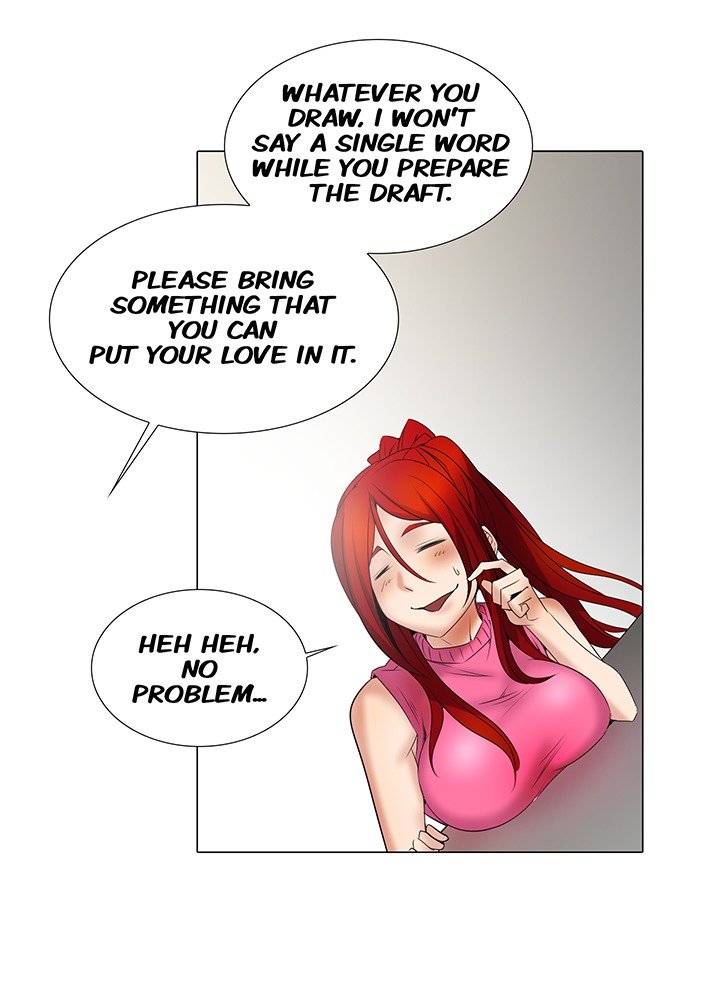 WHATEVER YOU
DRAW, I WON'T
SAY A SINGLE WORD
WHILE YOU PREPARE
THE DRAFT.
PLEASE BRING
SOMETHING THAT
YOU CAN
PUT YOUR LOVE IN IT.
HEH HEH,
NO
PROBLEM...